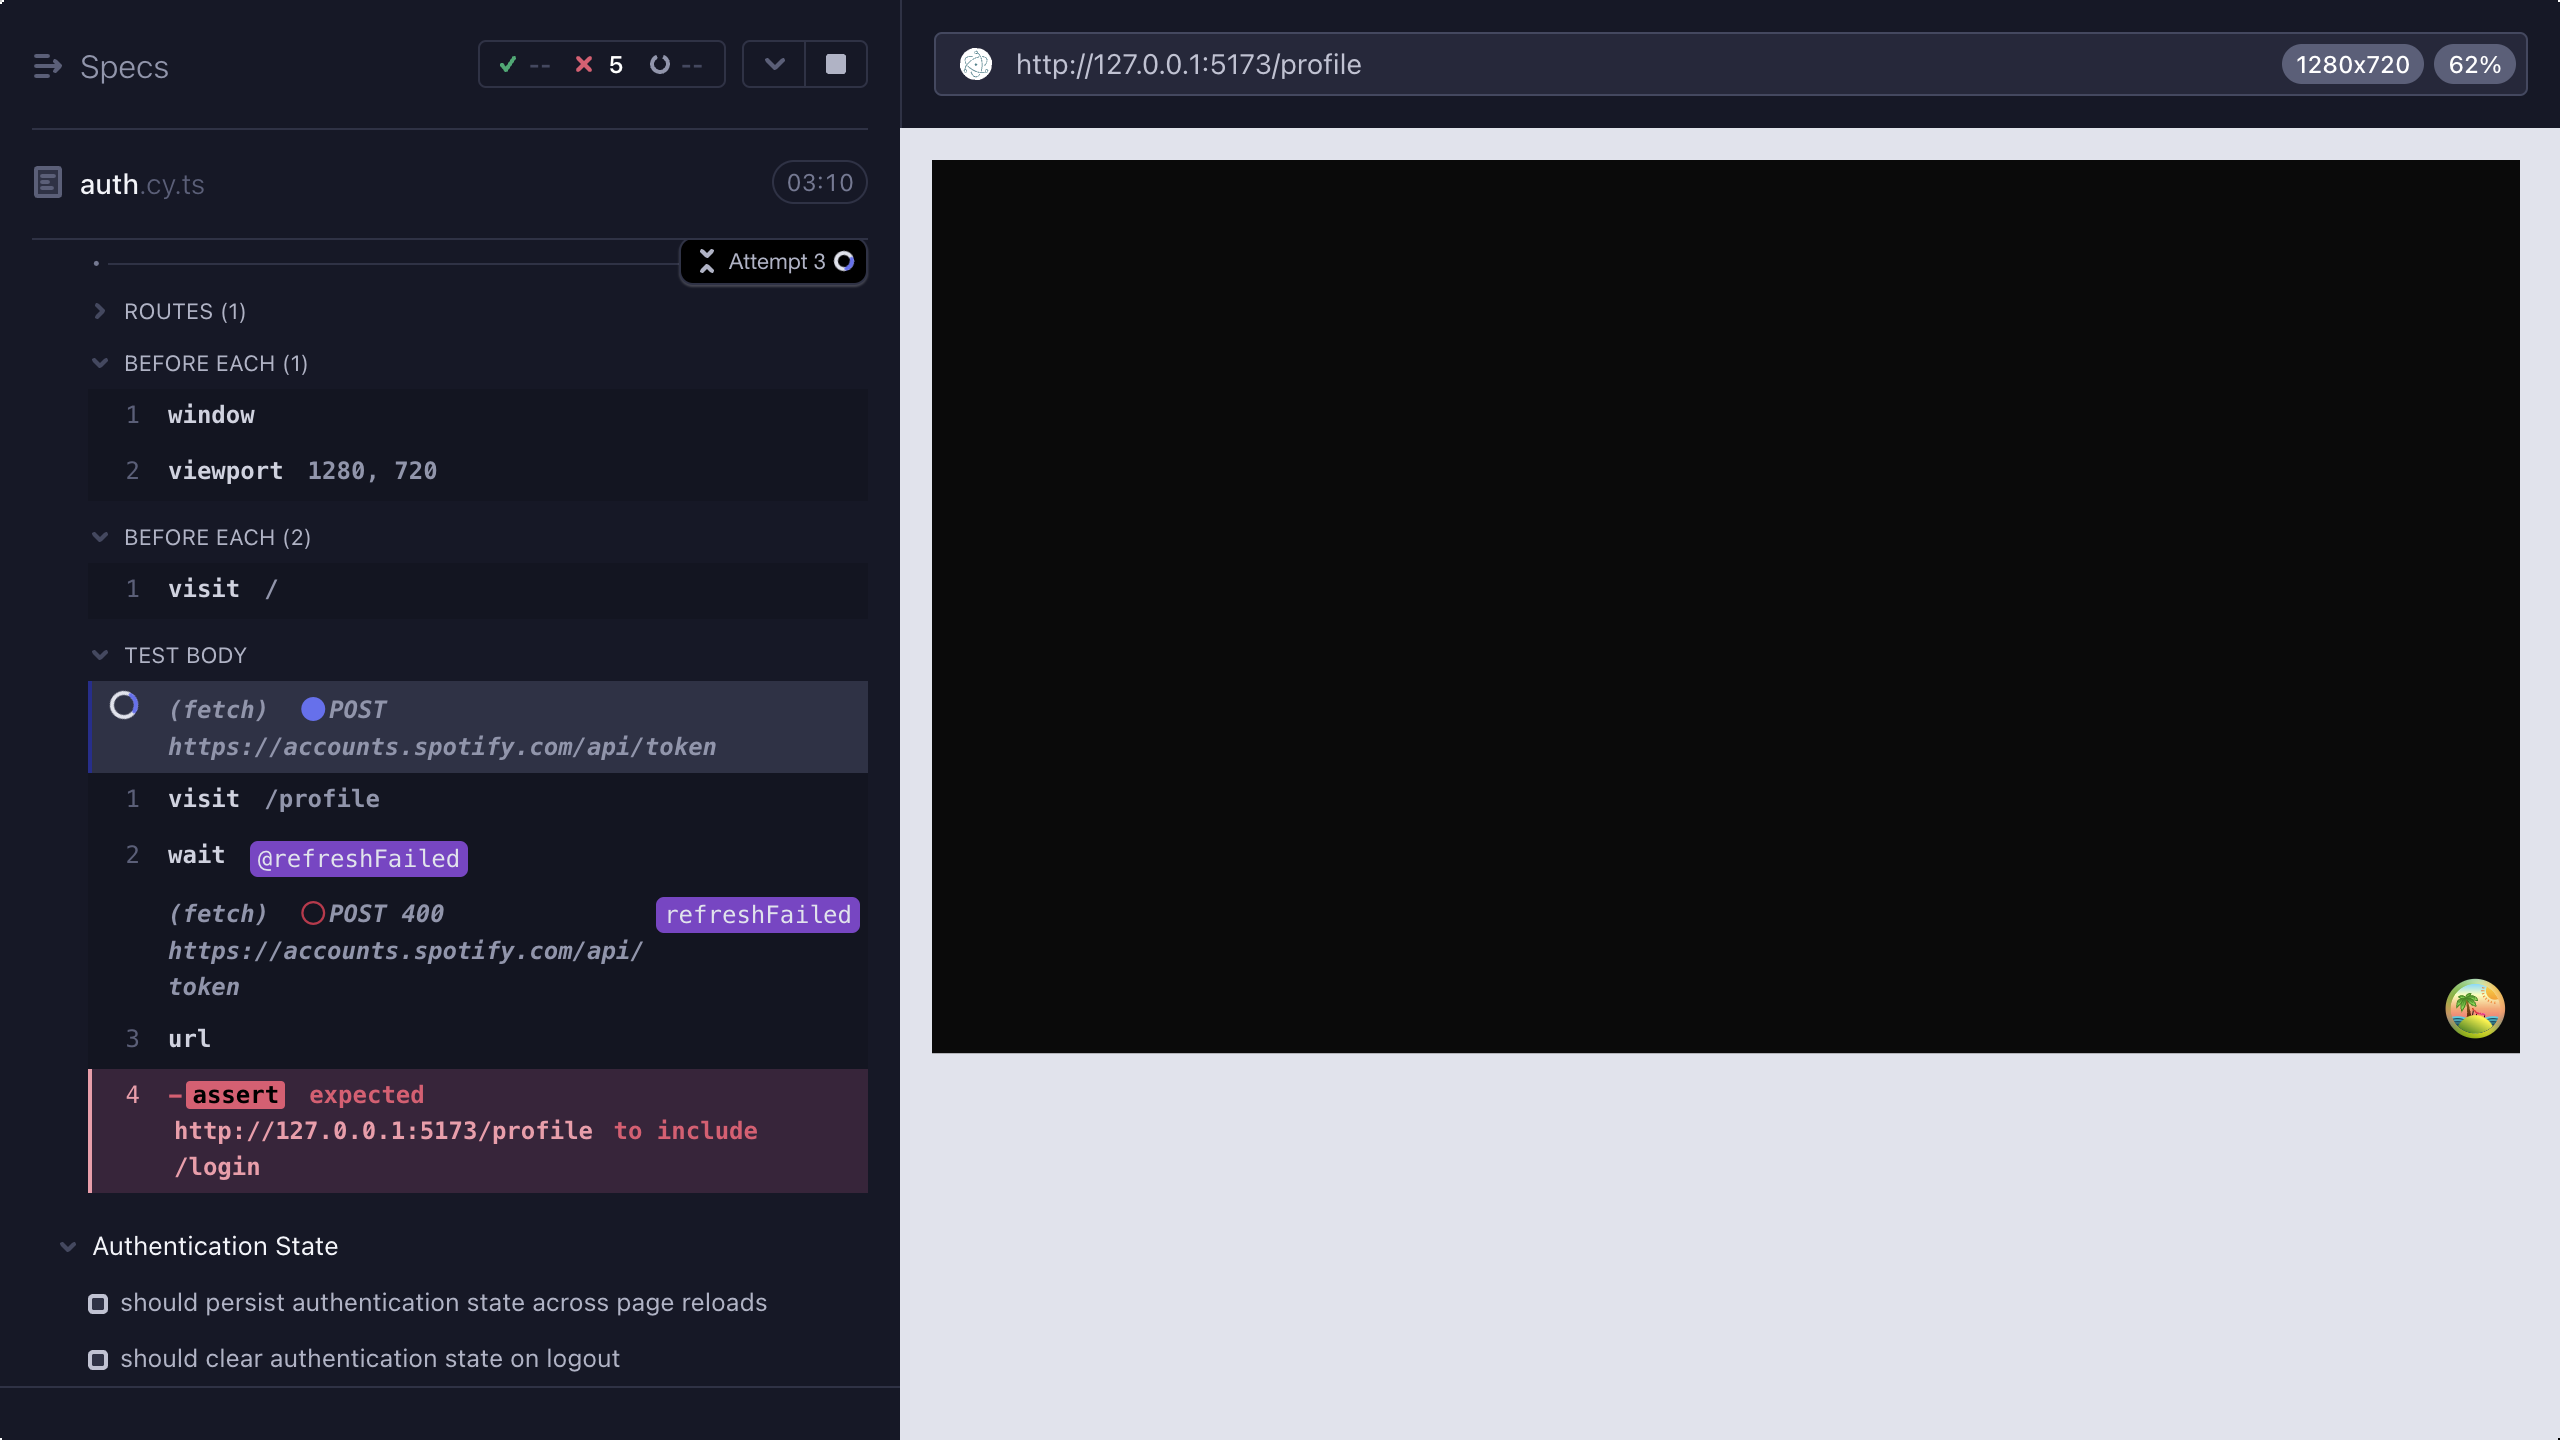 Specs
-- 5 --
http://127.0.0.1:5173/profile
1280x720
62%
auth.cy.ts
03:10
Attempt 3
ROUTES (1)
BEFORE EACH (1)
1 window
2 viewport 1280, 720
BEFORE EACH (2)
1 visit /
TEST BODY
(fetch) POST
https://accounts.spotify.com/api/token
1 visit /profile
2 wait @refreshFailed
(fetch) POST 400 refreshFailed
https://accounts.spotify.com/api/
token
3 url
4 -assert expected
http://127.0.0.1:5173/profile to include
/login
Authentication State
should persist authentication state across page reloads
should clear authentication state on logout